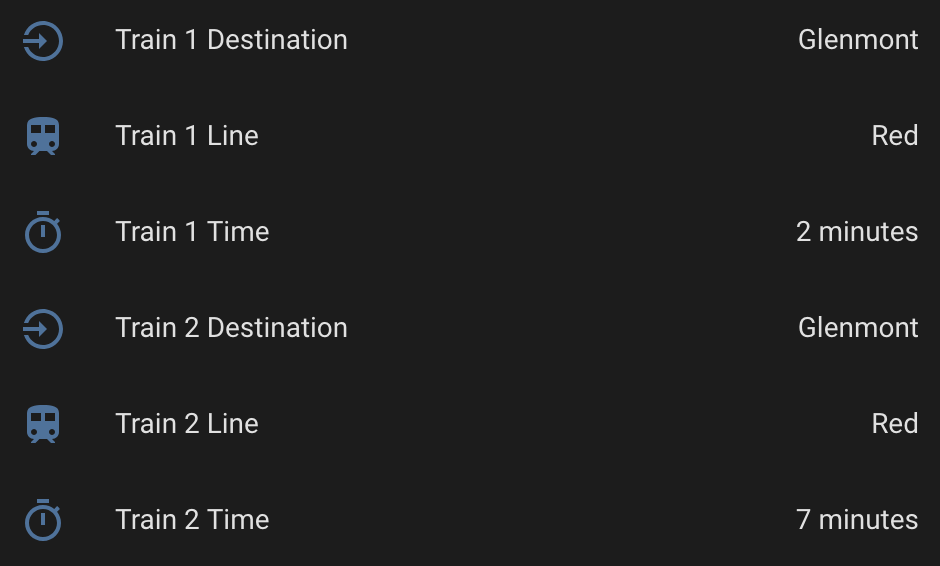 Train 1 Destination Glenmont
Train 1 Line Red
Train 1 Time 2 minutes
Train 2 Destination Glenmont
Train 2 Line Red
Train 2 Time 7 minutes